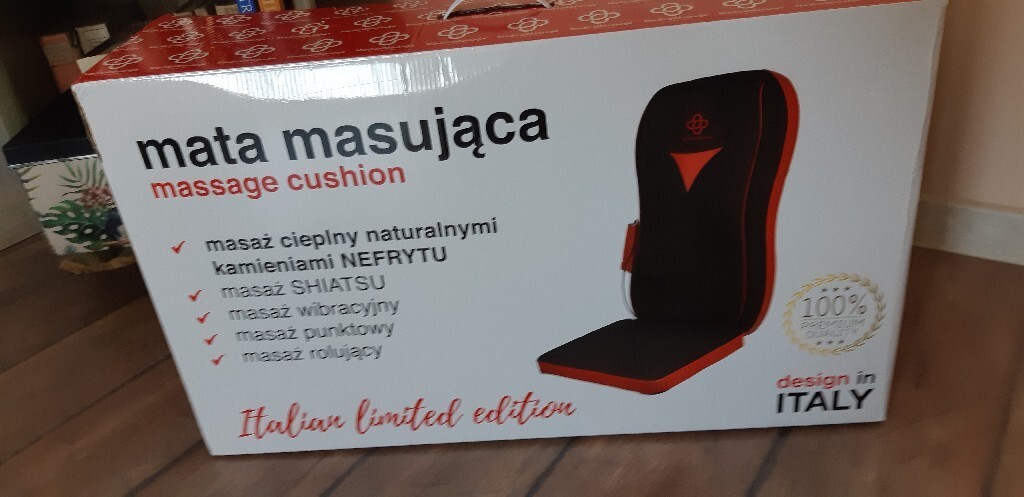 mata masująca
massage cushion
masaż cieplny naturalnymi
kamieniami NEFRYTU
masaż SHIATSU
masaż wibracyjny
masaż punktowy
masaż rolujący
Italian limited edition
100%
PREMIUM
QUALITY
design in
ITALY